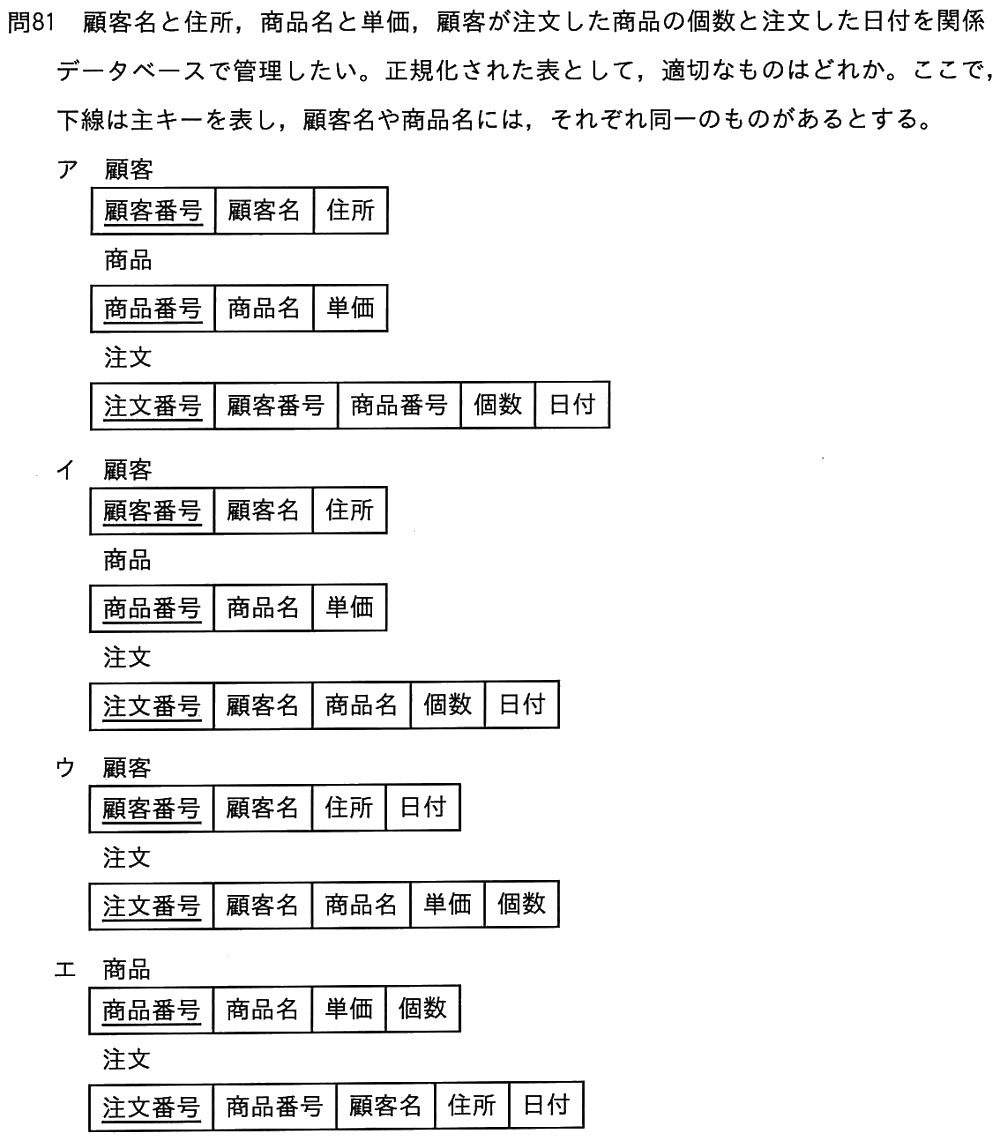 問81 顧客名と住所，商品名と単価，顧客が注文した商品の個数と注文した日付を関係
データベースで管理したい。正規化された表として，適切なものはどれか。ここで，
下線は主キーを表し，顧客名や商品名には，それぞれ同一のものがあるとする。
ア 顧客
顧客番号 顧客名 住所
商品
商品番号 商品名 単価
注文
注文番号 顧客番号 商品番号 個数 日付
イ 顧客
顧客番号 顧客名 住所
商品
商品番号 商品名 単価
注文
注文番号 顧客名 商品名 個数 日付
ウ 顧客
顧客番号 顧客名 住所 日付
注文
注文番号 顧客名 商品名 単価 個数
エ 商品
商品番号 商品名 単価 個数
注文
注文番号 商品番号 顧客名 住所 日付